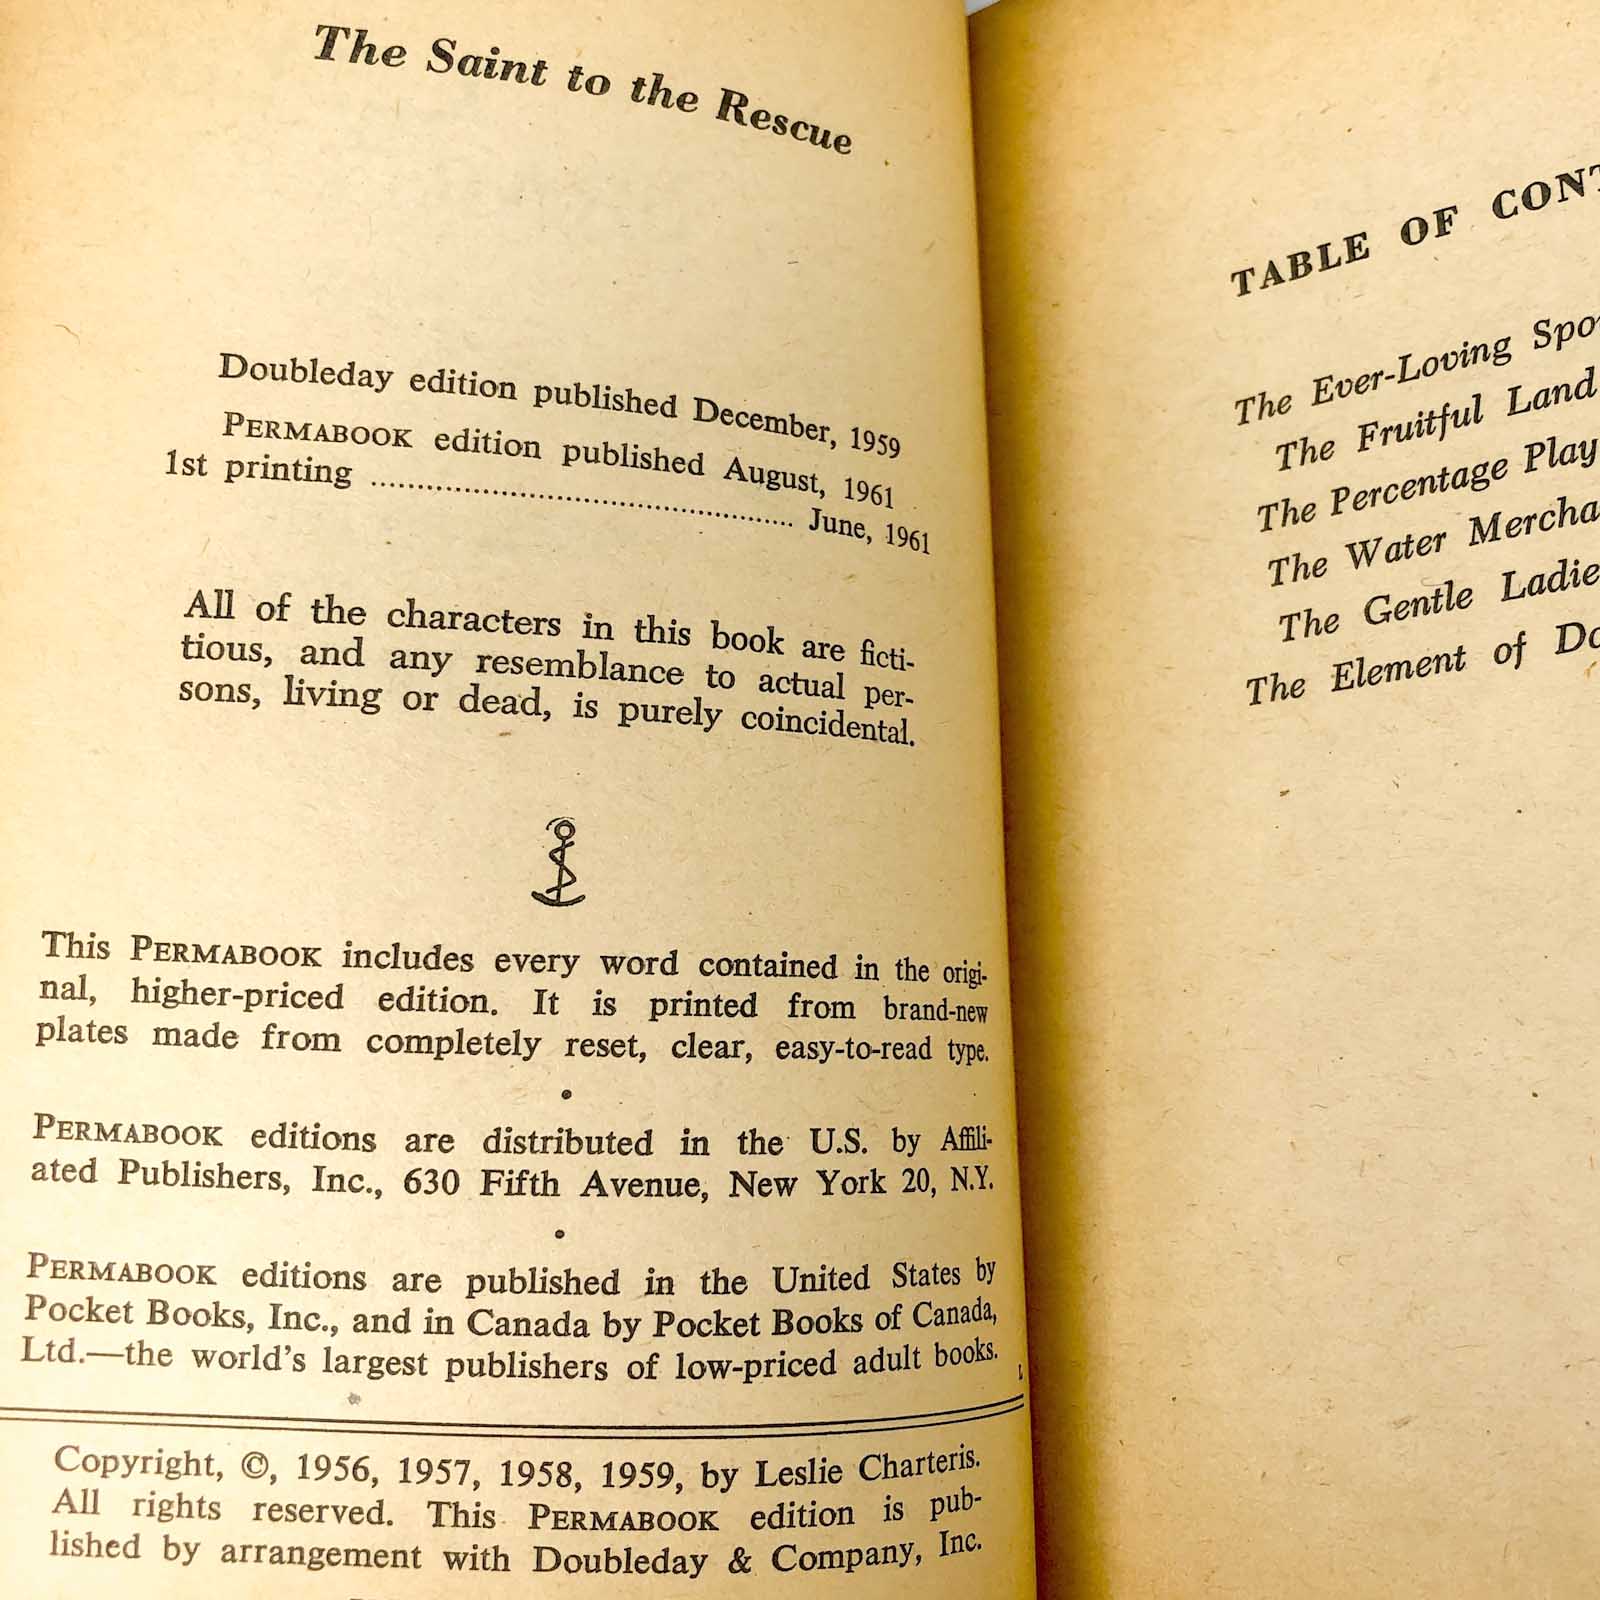 The Saint to the Rescue
Doubleday edition published December, 1959
PERMABOOK edition published August, 1961
1st printing ................................................ June, 1961
All of the characters in this book are ficti-
tious, and any resemblance to actual per-
sons, living or dead, is purely coincidental.
This PERMABOOK includes every word contained in the origi-
nal, higher-priced edition. It is printed from brand-new
plates made from completely reset, clear, easy-to-read type.
•
PERMABOOK editions are distributed in the U.S. by Affili-
ated Publishers, Inc., 630 Fifth Avenue, New York 20, N.Y.
•
PERMABOOK editions are published in the United States by
Pocket Books, Inc., and in Canada by Pocket Books of Canada,
Ltd.—the world's largest publishers of low-priced adult books.
L
Copyright, ©, 1956, 1957, 1958, 1959, by Leslie Charteris.
All rights reserved. This PERMABOOK edition is pub-
lished by arrangement with Doubleday & Company, Inc.
TABLE OF
The Ever-Loving
The Fruitful Land
The Percentage Play
The Water
The Gentle
The Element of